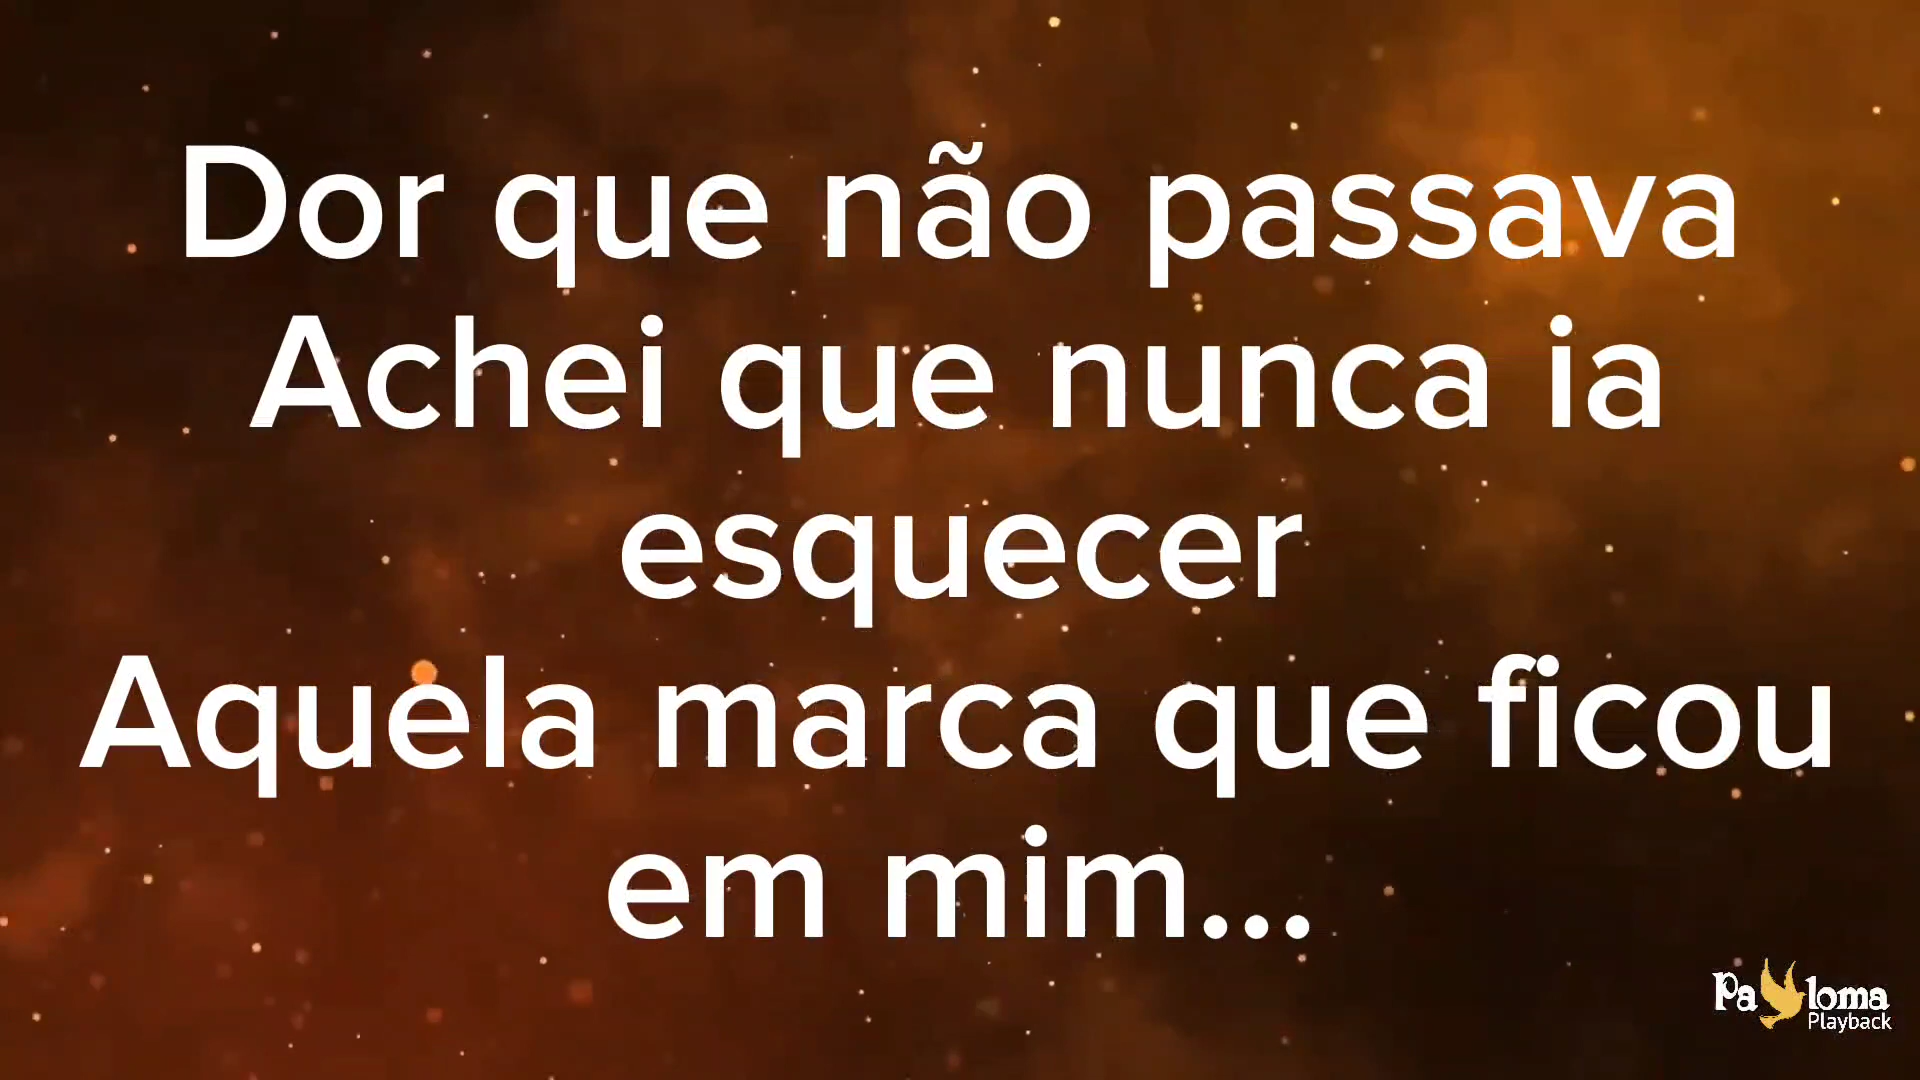 Dor que não passava
Achei que nunca ia
esquecer
Aquela marca que ficou
em mim...
Paloma
Playback